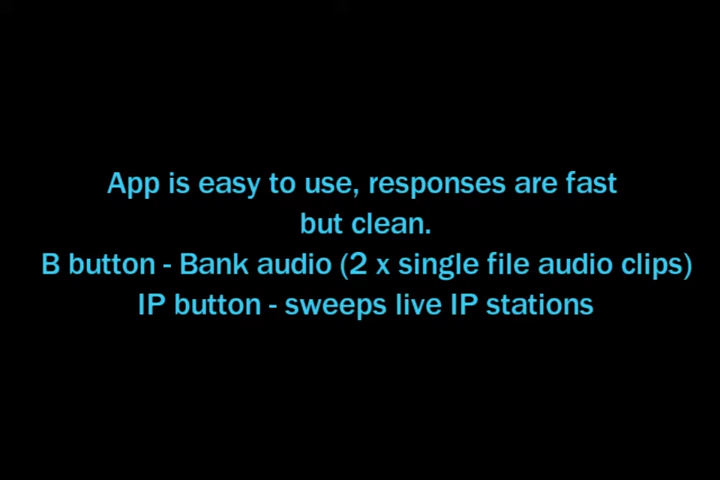 App is easy to use, responses are fast
but clean.
B button - Bank audio (2 x single file audio clips)
IP button - sweeps live IP stations